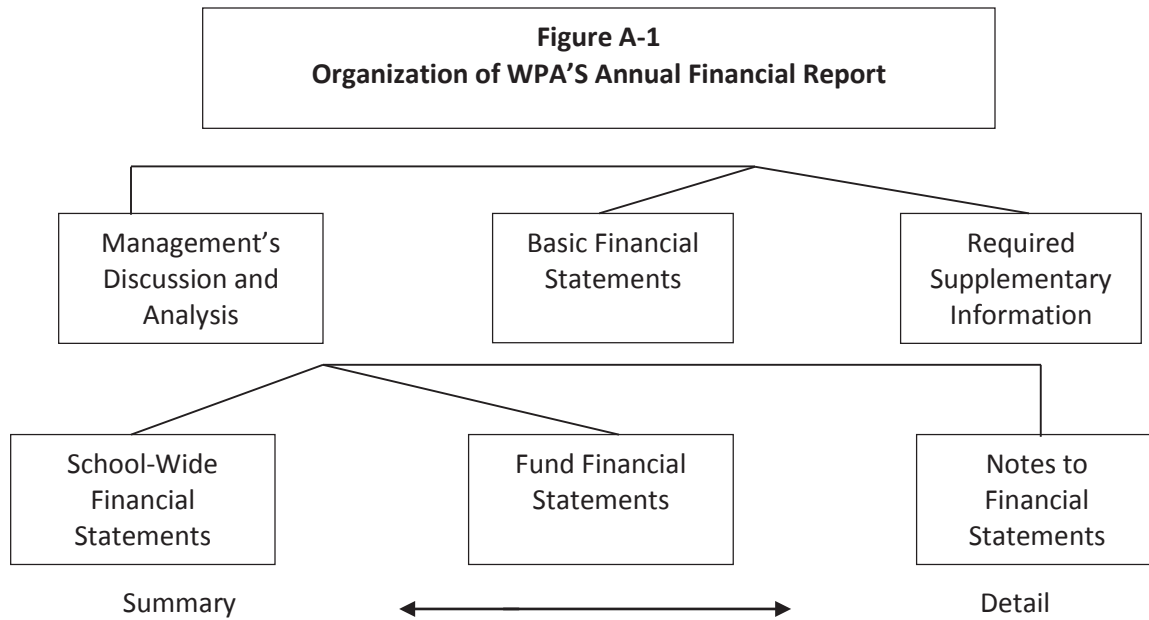 Figure A-1
Organization of WPA'S Annual Financial Report
Management's
Discussion and
Analysis
Basic Financial
Statements
Required
Supplementary
Information
School-Wide
Financial
Statements
Fund Financial
Statements
Notes to
Financial
Statements
Summary
Detail